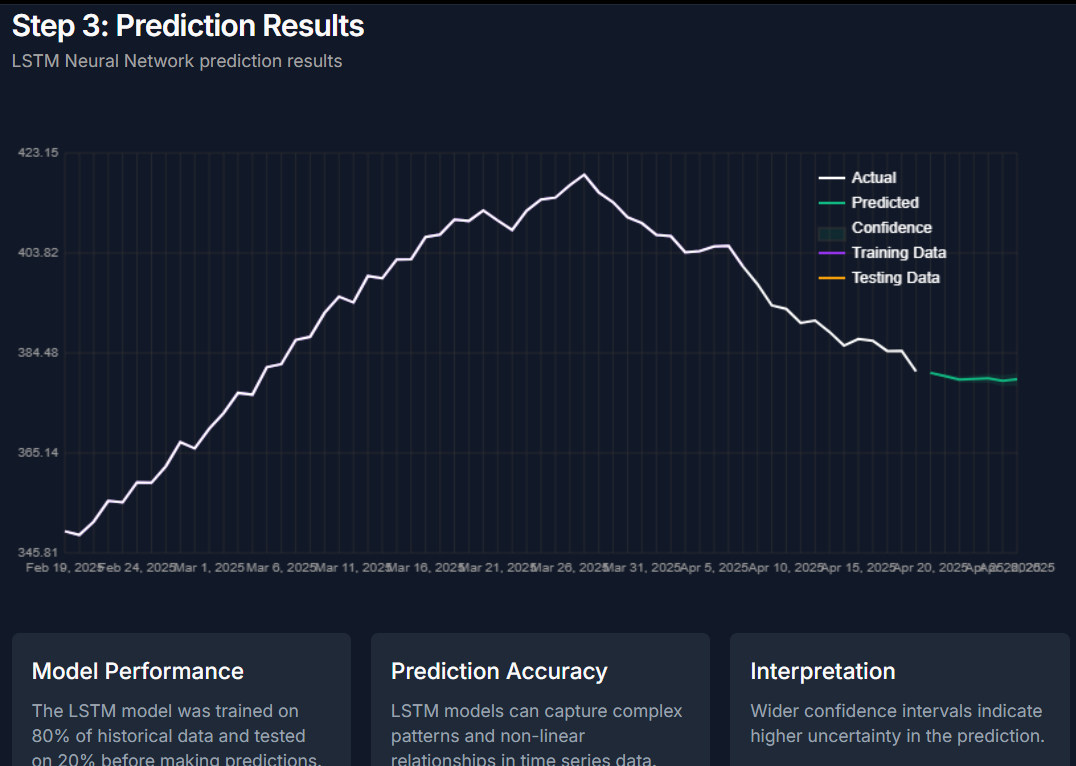 Step 3: Prediction Results
LSTM Neural Network prediction results
423.15
403.82
384.48
365.14
345.81
Actual
Predicted
Confidence
Training Data
Testing Data
Feb 19, 2025 Feb 24, 2025 Mar 1, 2025 Mar 6, 2025 Mar 11, 2025 Mar 16, 2025 Mar 21, 2025 Mar 26, 2025 Mar 31, 2025 Apr 5, 2025 Apr 10, 2025 Apr 15, 2025 Apr 20, 2025
Model Performance
The LSTM model was trained on
80% of historical data and tested
on 20% before making predictions.
Prediction Accuracy
LSTM models can capture complex
patterns and non-linear
relationships in time series data.
Interpretation
Wider confidence intervals indicate
higher uncertainty in the prediction.